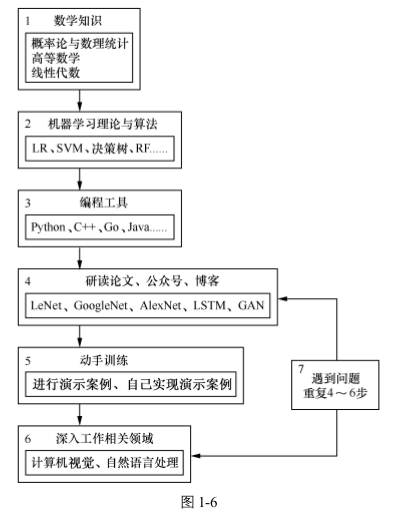 1 数学知识
概率论与数理统计
高等数学
线性代数
2 机器学习理论与算法
LR、SVM、决策树、RF......
3 编程工具
Python、C++、Go、Java......
4 研读论文、公众号、博客
LeNet、GoogleNet、AlexNet、LSTM、GAN
5 动手训练
进行演示案例、自己实现演示案例
6 深入工作相关领域
计算机视觉、自然语言处理
7 遇到问题
重复4～6步
图 1-6